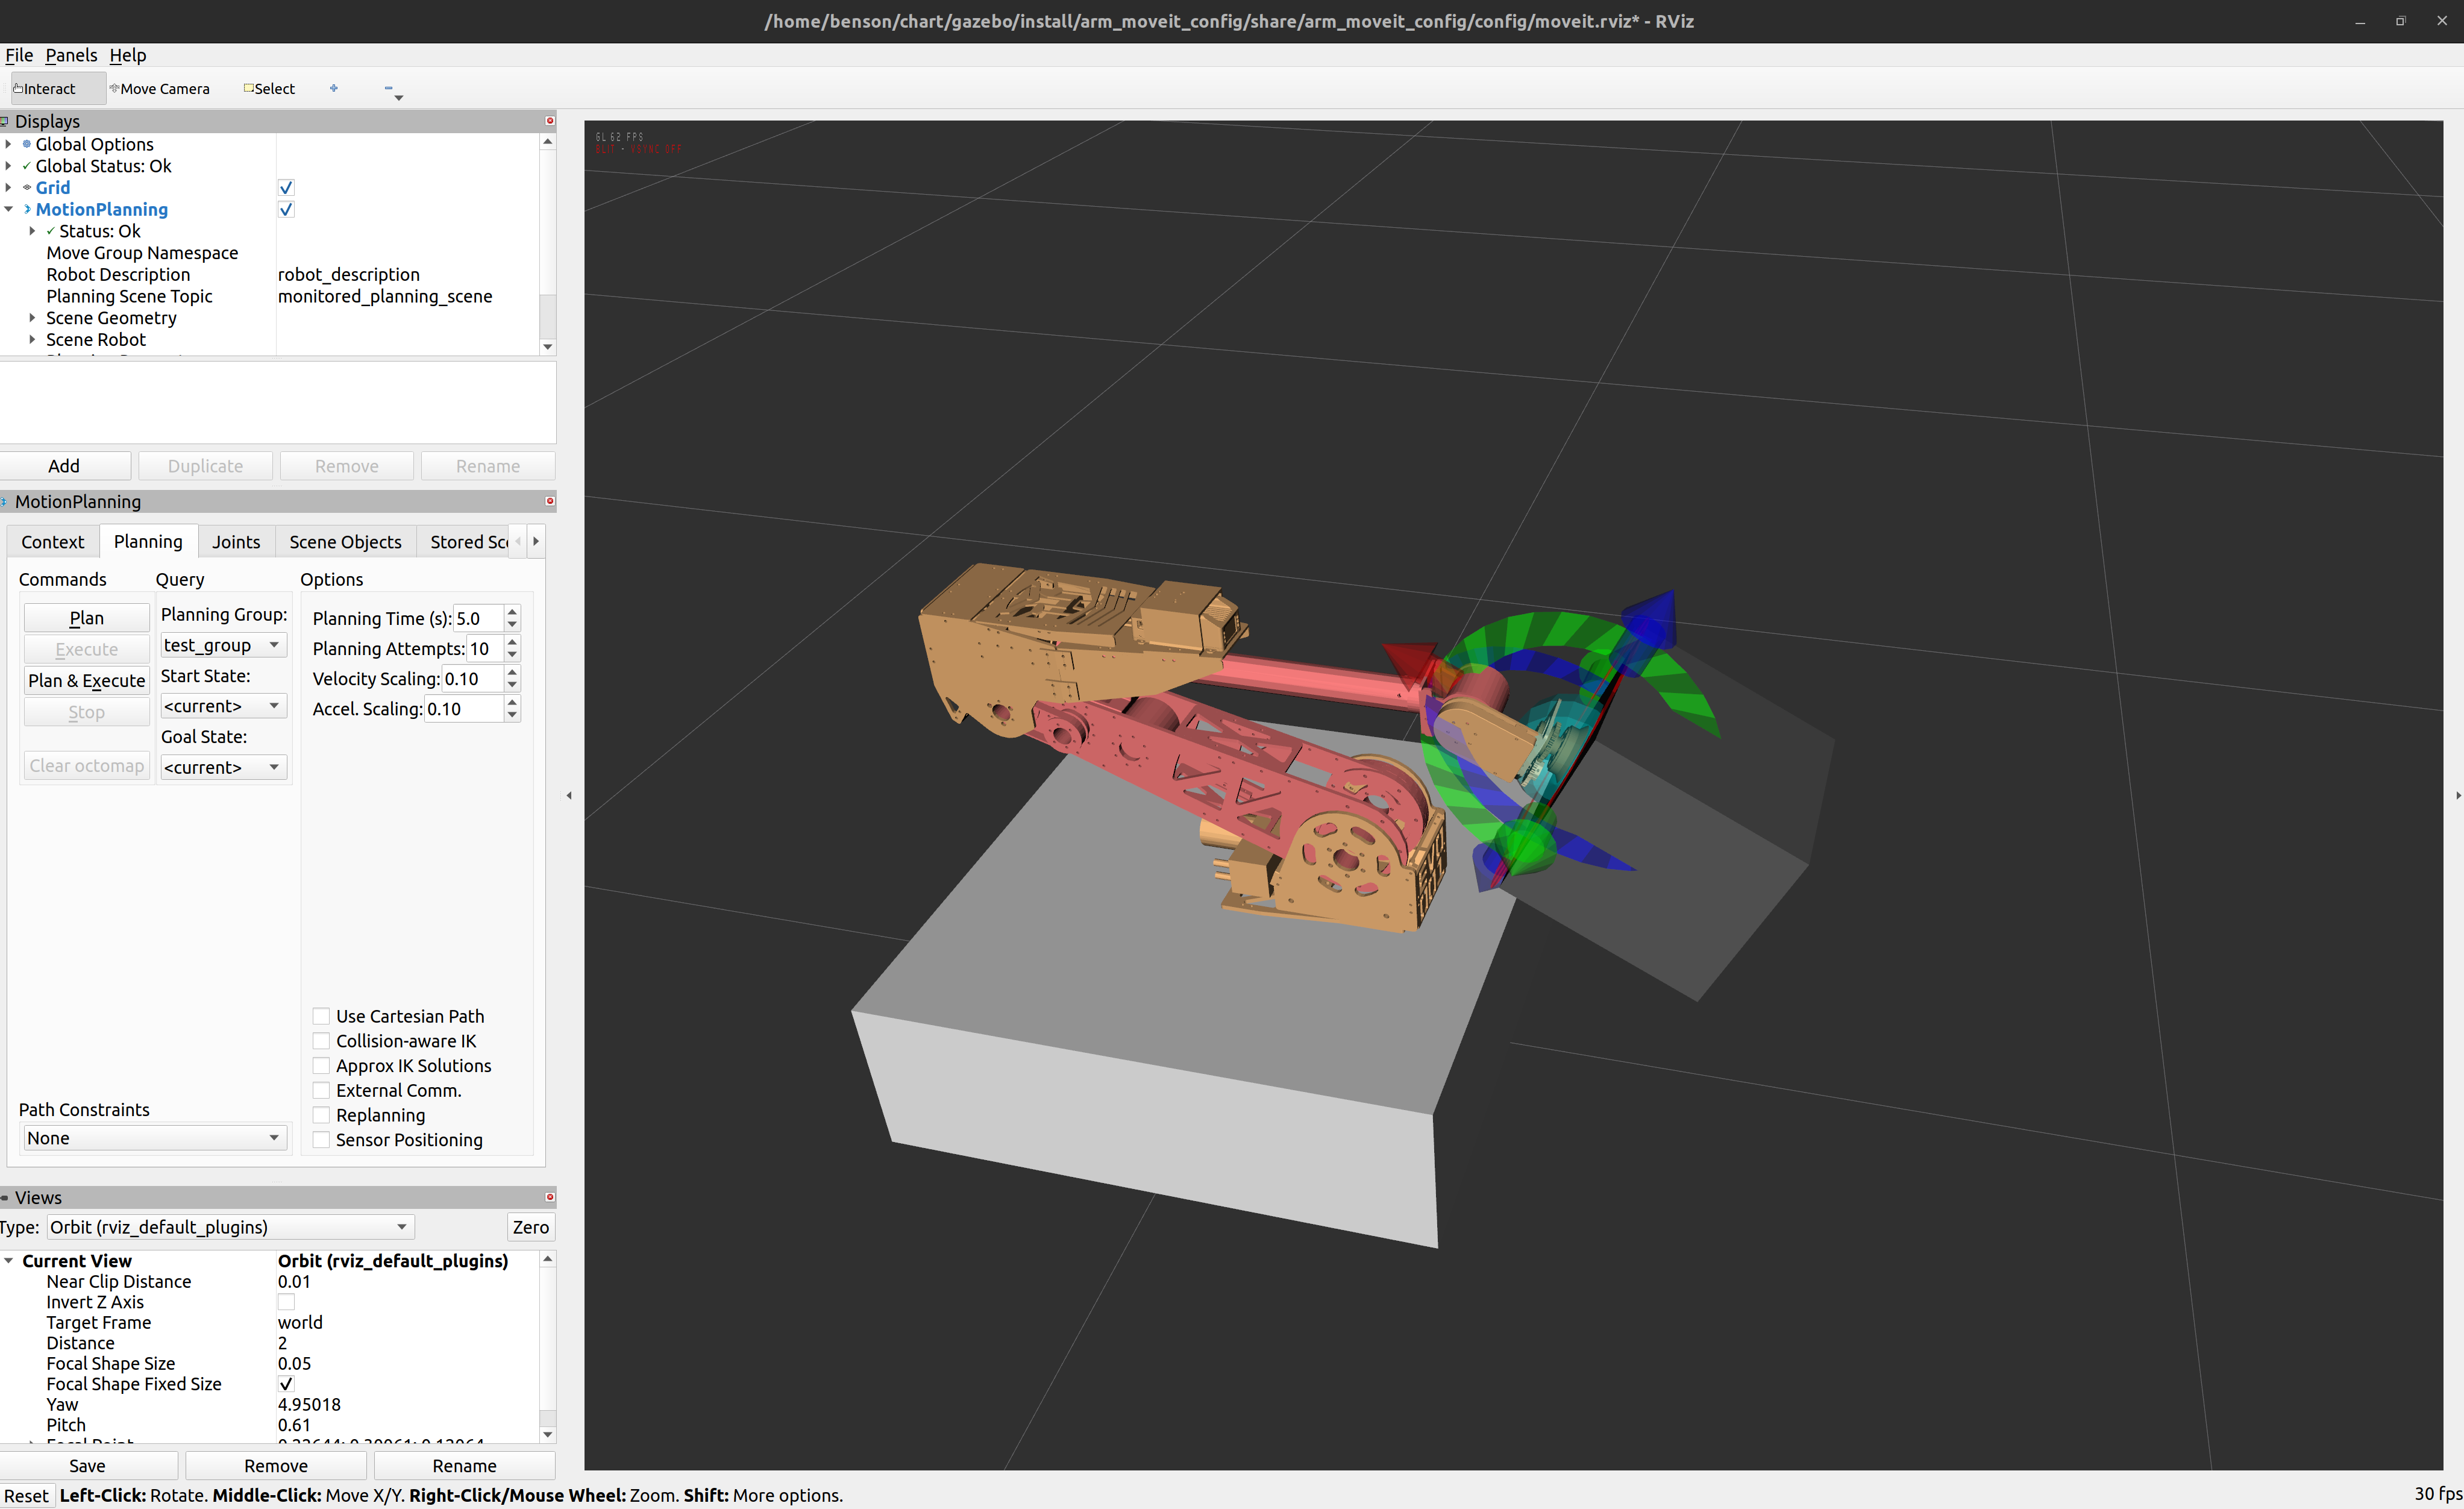 /home/benson/chart/gazebo/install/arm_moveit_config/share/arm_moveit_config/config/moveit.rviz* - RViz
File Panels Help
Interact Move Camera Select
Displays
Global Options
Global Status: Ok
Grid
MotionPlanning
Status: Ok
Move Group Namespace
Robot Description robot_description
Planning Scene Topic monitored_planning_scene
Scene Geometry
Scene Robot
Add Duplicate Remove Rename
MotionPlanning
Context Planning Joints Scene Objects Stored Sc
Commands Query Options
Plan
Execute
Plan & Execute
Stop
Clear octomap
Planning Group:
test_group
Start State:
<current>
Goal State:
<current>
Planning Time (s): 5.0
Planning Attempts: 10
Velocity Scaling: 0.10
Accel. Scaling: 0.10
Use Cartesian Path
Collision-aware IK
Approx IK Solutions
External Comm.
Replanning
Sensor Positioning
Path Constraints
None
Views
Type: Orbit (rviz_default_plugins) Zero
Current View Orbit (rviz_default_plugins)
Near Clip Distance 0.01
Invert Z Axis
Target Frame world
Distance 2
Focal Shape Size 0.05
Focal Shape Fixed Size
Yaw 4.95018
Pitch 0.61
Save Remove Rename
Reset Left-Click: Rotate. Middle-Click: Move X/Y. Right-Click/Mouse Wheel: Zoom. Shift: More options.
30 fps
GL 62 FPS